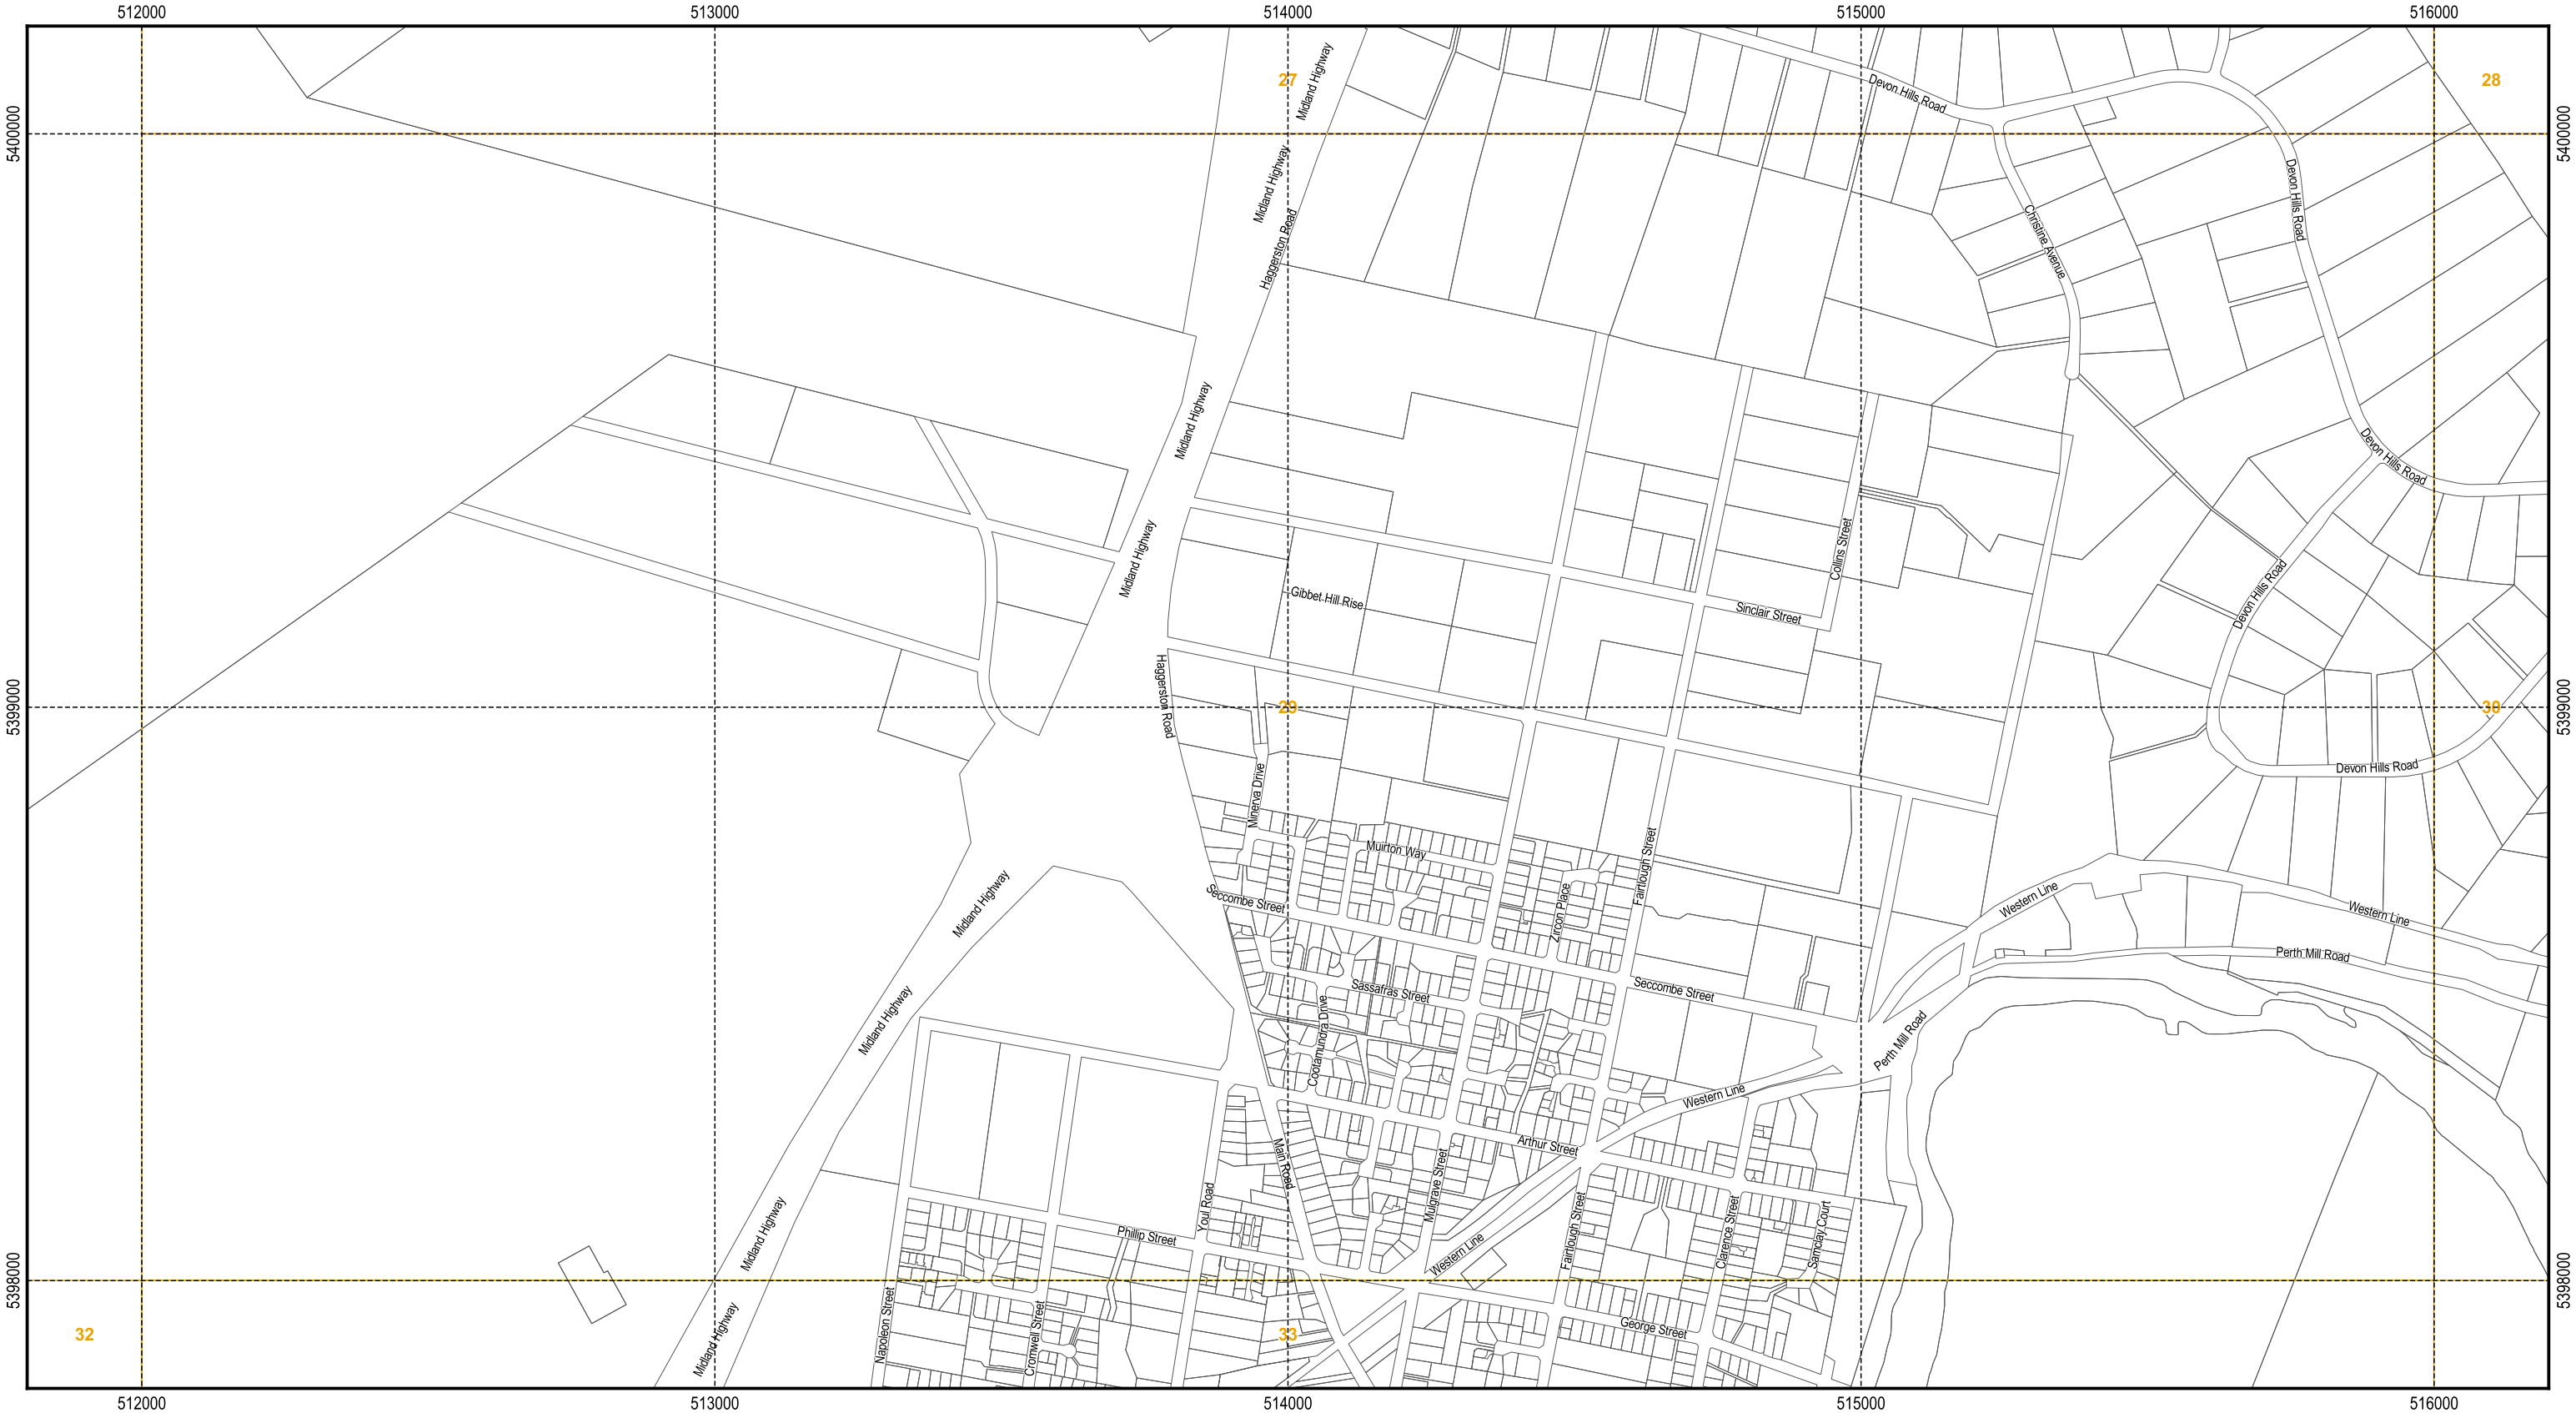 512000
513000
514000
515000
516000
27
28
Midland Highway
Devon Hills Road
5400000
5400000
Midland Highway
Haggerston Road
Devon Hills Road
Christine Avenue
Midland Highway
Devon Hills Road
Midland Highway
Collins Street
Gibbet Hill Rise
Sinclair Street
Devon Hills Road
Haggerston Road
5399000
29
30
5399000
Minerva Drive
Devon Hills Road
Muirton Way
Fairtlough Street
Midland Highway
Seccombe Street
Zircon Place
Western Line
Western Line
Perth Mill Road
Sassafras Street
Seccombe Street
Midland Highway
Cootamundra Drive
Perth Mill Road
Western Line
Arthur Street
Main Road
Mulgrave Street
Youl Road
Phillip Street
Midland Highway
Western Line
Fairtlough Street
Clarence Street
Samclay Court
5398000
5398000
32
Midland Highway
Napoleon Street
Cromwell Street
33
George Street
512000
513000
514000
515000
516000